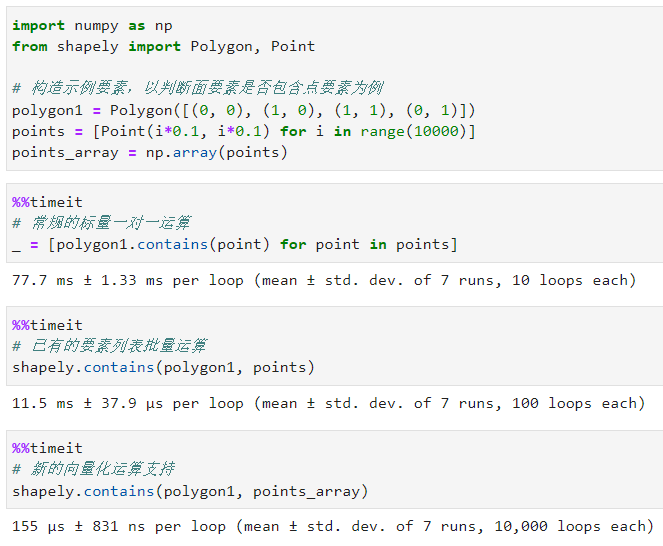 import numpy as np
from shapely import Polygon, Point
# 构造示例要素，以判断面要素是否包含点要素为例
polygon1 = Polygon([(0, 0), (1, 0), (1, 1), (0, 1)])
points = [Point(i*0.1, i*0.1) for i in range(10000)]
points_array = np.array(points)
%%timeit
# 常规的标量一对一运算
_ = [polygon1.contains(point) for point in points]
77.7 ms ± 1.33 ms per loop (mean ± std. dev. of 7 runs, 10 loops each)
%%timeit
# 已有的要素列表批量运算
shapely.contains(polygon1, points)
11.5 ms ± 37.9 μs per loop (mean ± std. dev. of 7 runs, 100 loops each)
%%timeit
# 新的向量化运算支持
shapely.contains(polygon1, points_array)
155 μs ± 831 ns per loop (mean ± std. dev. of 7 runs, 10,000 loops each)